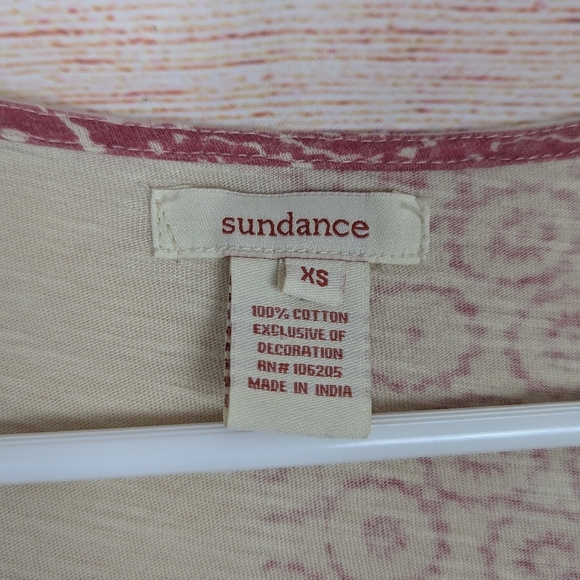 sundance
XS
100% COTTON
EXCLUSIVE OF
DECORATION
RN# 106205
MADE IN INDIA